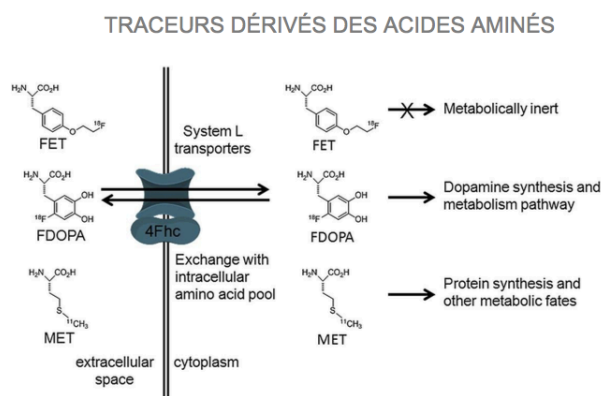 TRACEURS DÉRIVÉS DES ACIDES AMINÉS
H₂N CO₂H
¹⁸F
O
FET
System L
transporters
H₂N CO₂H
¹⁸F
O
FET
Metabolically inert
H₂N CO₂H
OH
¹⁸F OH
FDOPA
4Fhc
H₂N CO₂H
OH
¹⁸F OH
FDOPA
Dopamine synthesis and
metabolism pathway
Exchange with
intracellular
amino acid pool
H₂N CO₂H
S
¹¹CH₃
MET
H₂N CO₂H
S
¹¹CH₃
MET
Protein synthesis and
other metabolic fates
extracellular
space
cytoplasm